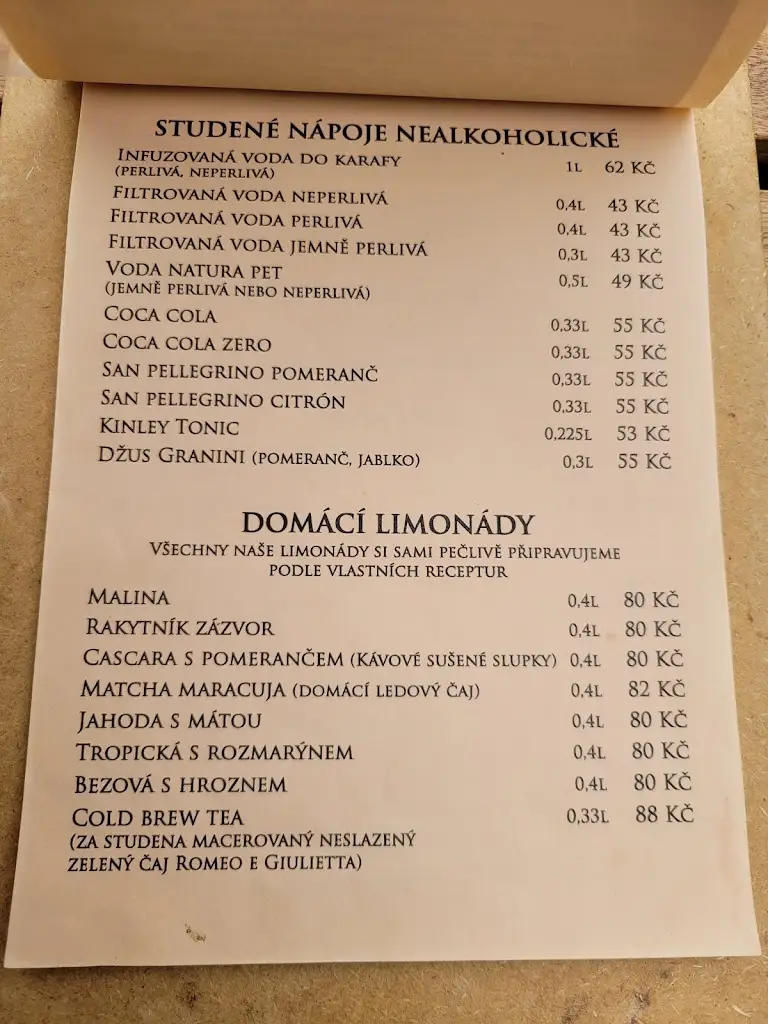 STUDENÉ NÁPOJE NEALKOHOLICKÉ
INFUZOVANÁ VODA DO KARAFY 1L 62 KČ
(PERLIVÁ, NEPERLIVÁ)
FILTROVANÁ VODA NEPERLIVÁ 0,4L 43 KČ
FILTROVANÁ VODA PERLIVÁ 0,4L 43 KČ
FILTROVANÁ VODA JEMNĚ PERLIVÁ 0,3L 43 KČ
VODA NATURA PET 0,5L 49 KČ
(JEMNĚ PERLIVÁ NEBO NEPERLIVÁ)
COCA COLA 0,33L 55 KČ
COCA COLA ZERO 0,33L 55 KČ
SAN PELLEGRINO POMERANČ 0,33L 55 KČ
SAN PELLEGRINO CITRÓN 0,33L 55 KČ
KINLEY TONIC 0,225L 53 KČ
DŽUS GRANINI (POMERANČ, JABLKO) 0,3L 55 KČ
DOMÁCÍ LIMONÁDY
VŠECHNY NAŠE LIMONÁDY SI SAMI PEČLIVĚ PŘIPRAVUJEME
PODLE VLASTNÍCH RECEPTUR
MALINA 0,4L 80 KČ
RAKYTNÍK ZÁZVOR 0,4L 80 KČ
CASCARA S POMERANČEM (KÁVOVÉ SUŠENÉ SLUPKY) 0,4L 80 KČ
MATCHA MARACUJA (DOMÁCÍ LEDOVÝ ČAJ) 0,4L 82 KČ
JAHODA S MÁTOU 0,4L 80 KČ
TROPICKÁ S ROZMARÝNEM 0,4L 80 KČ
BEZOVÁ S HROZNEM 0,4L 80 KČ
COLD BREW TEA 0,33L 88 KČ
(ZA STUDENA MACEROVANÝ NESLAZENÝ
ZELENÝ ČAJ ROMEO E GIULIETTA)